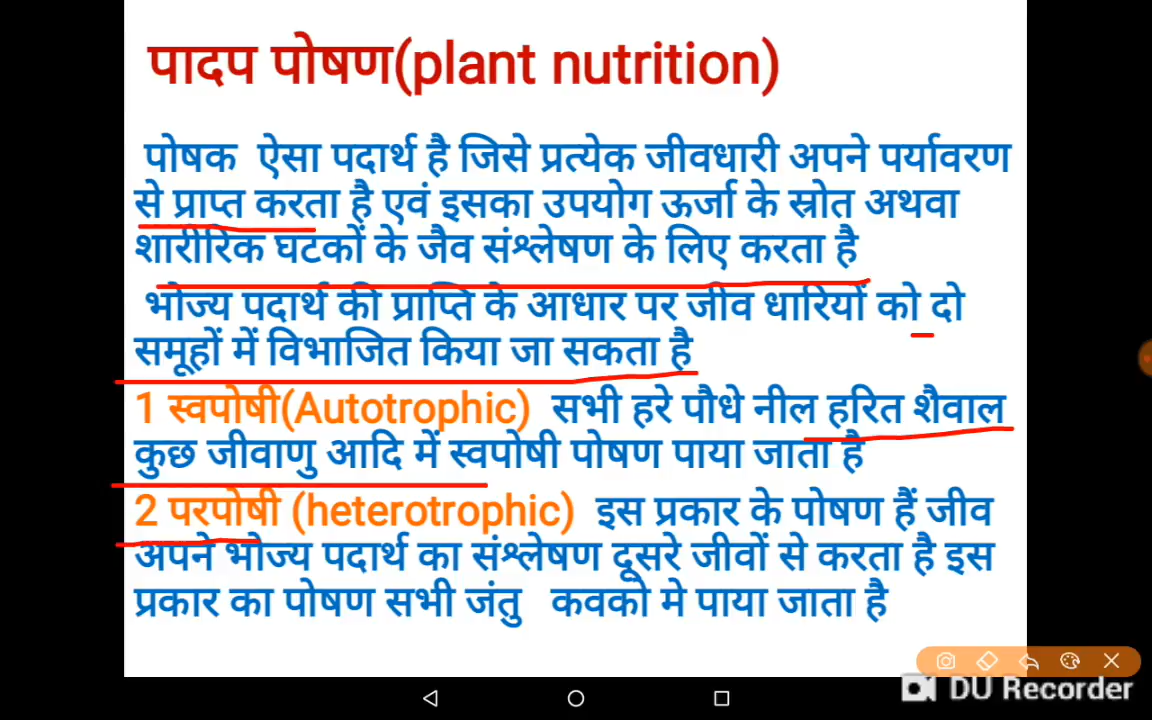 पादप पोषण(plant nutrition)
पोषक ऐसा पदार्थ है जिसे प्रत्येक जीवधारी अपने पर्यावरण
से प्राप्त करता है एवं इसका उपयोग ऊर्जा के स्रोत अथवा
शारीरिक घटकों के जैव संश्लेषण के लिए करता है
भोज्य पदार्थ की प्राप्ति के आधार पर जीव धारियों को दो
समूहों में विभाजित किया जा सकता है
1 स्वपोषी(Autotrophic) सभी हरे पौधे नील हरित शैवाल
कुछ जीवाणु आदि में स्वपोषी पोषण पाया जाता है
2 परपोषी (heterotrophic) इस प्रकार के पोषण हैं जीव
अपने भोज्य पदार्थ का संश्लेषण दूसरे जीवों से करता है इस
प्रकार का पोषण सभी जंतु कवको मे पाया जाता है
DU Recorder